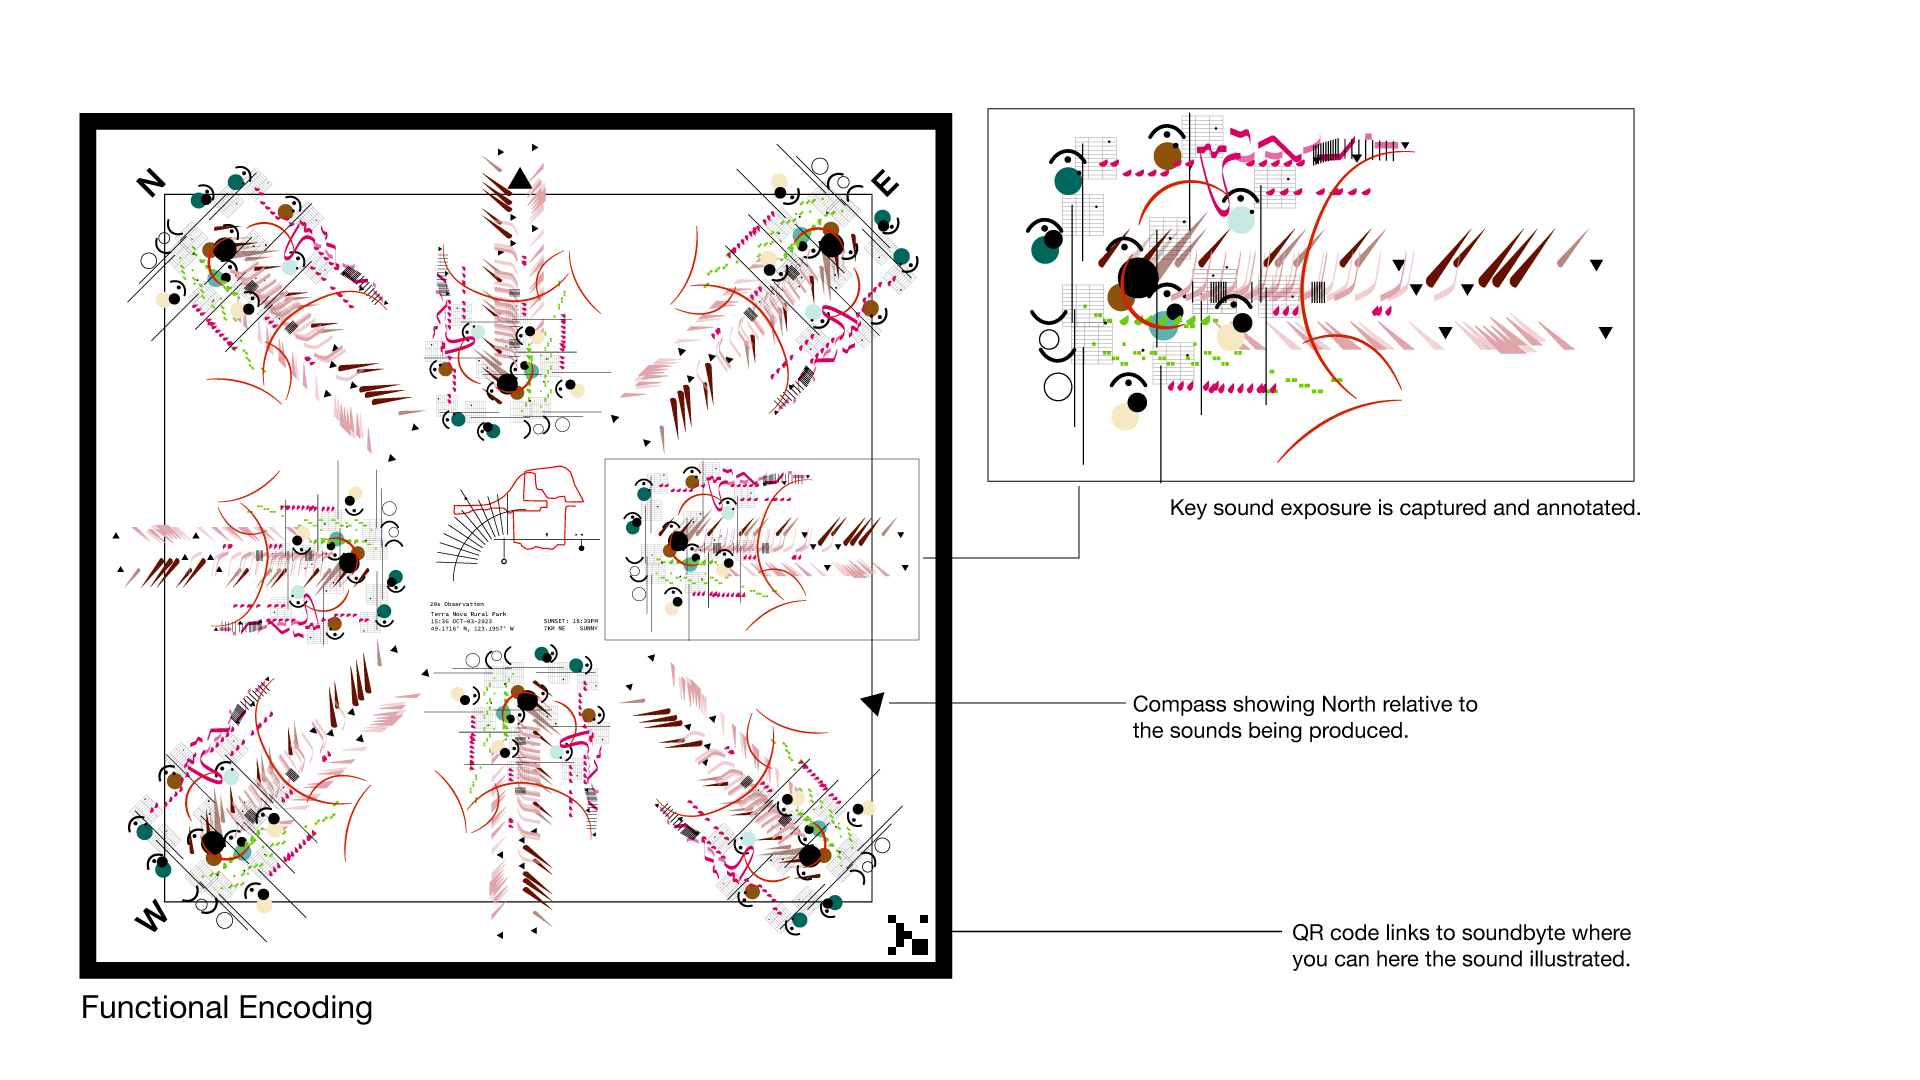 N
E
Key sound exposure is captured and annotated.
20s Observation
Terra Nova Rural Park
15:36 OCT-03-2023 SUNSET: 18:39PM
49.1716° N, 123.1957° W 7KM NE SUNNY
Compass showing North relative to
the sounds being produced.
W
QR code links to soundbyte where
you can here the sound illustrated.
Functional Encoding